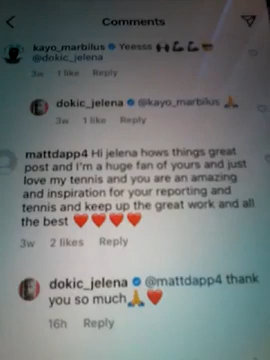 Comments
kayo_marbilus Yeesss 🙌💪💪😎
@dokic_jelena
3w 1 like Reply
dokic_jelena @kayo_marbilus 🙏
3w 1 like Reply
mattdapp4 Hi jelena hows things great
post and I'm a huge fan of yours and just
love my tennis and you are an amazing
and inspiration for your reporting and
tennis and keep up the great work and all
the best ❤️❤️❤️❤️
3w 2 likes Reply
dokic_jelena @mattdapp4 thank
you so much🙏❤️
16h Reply